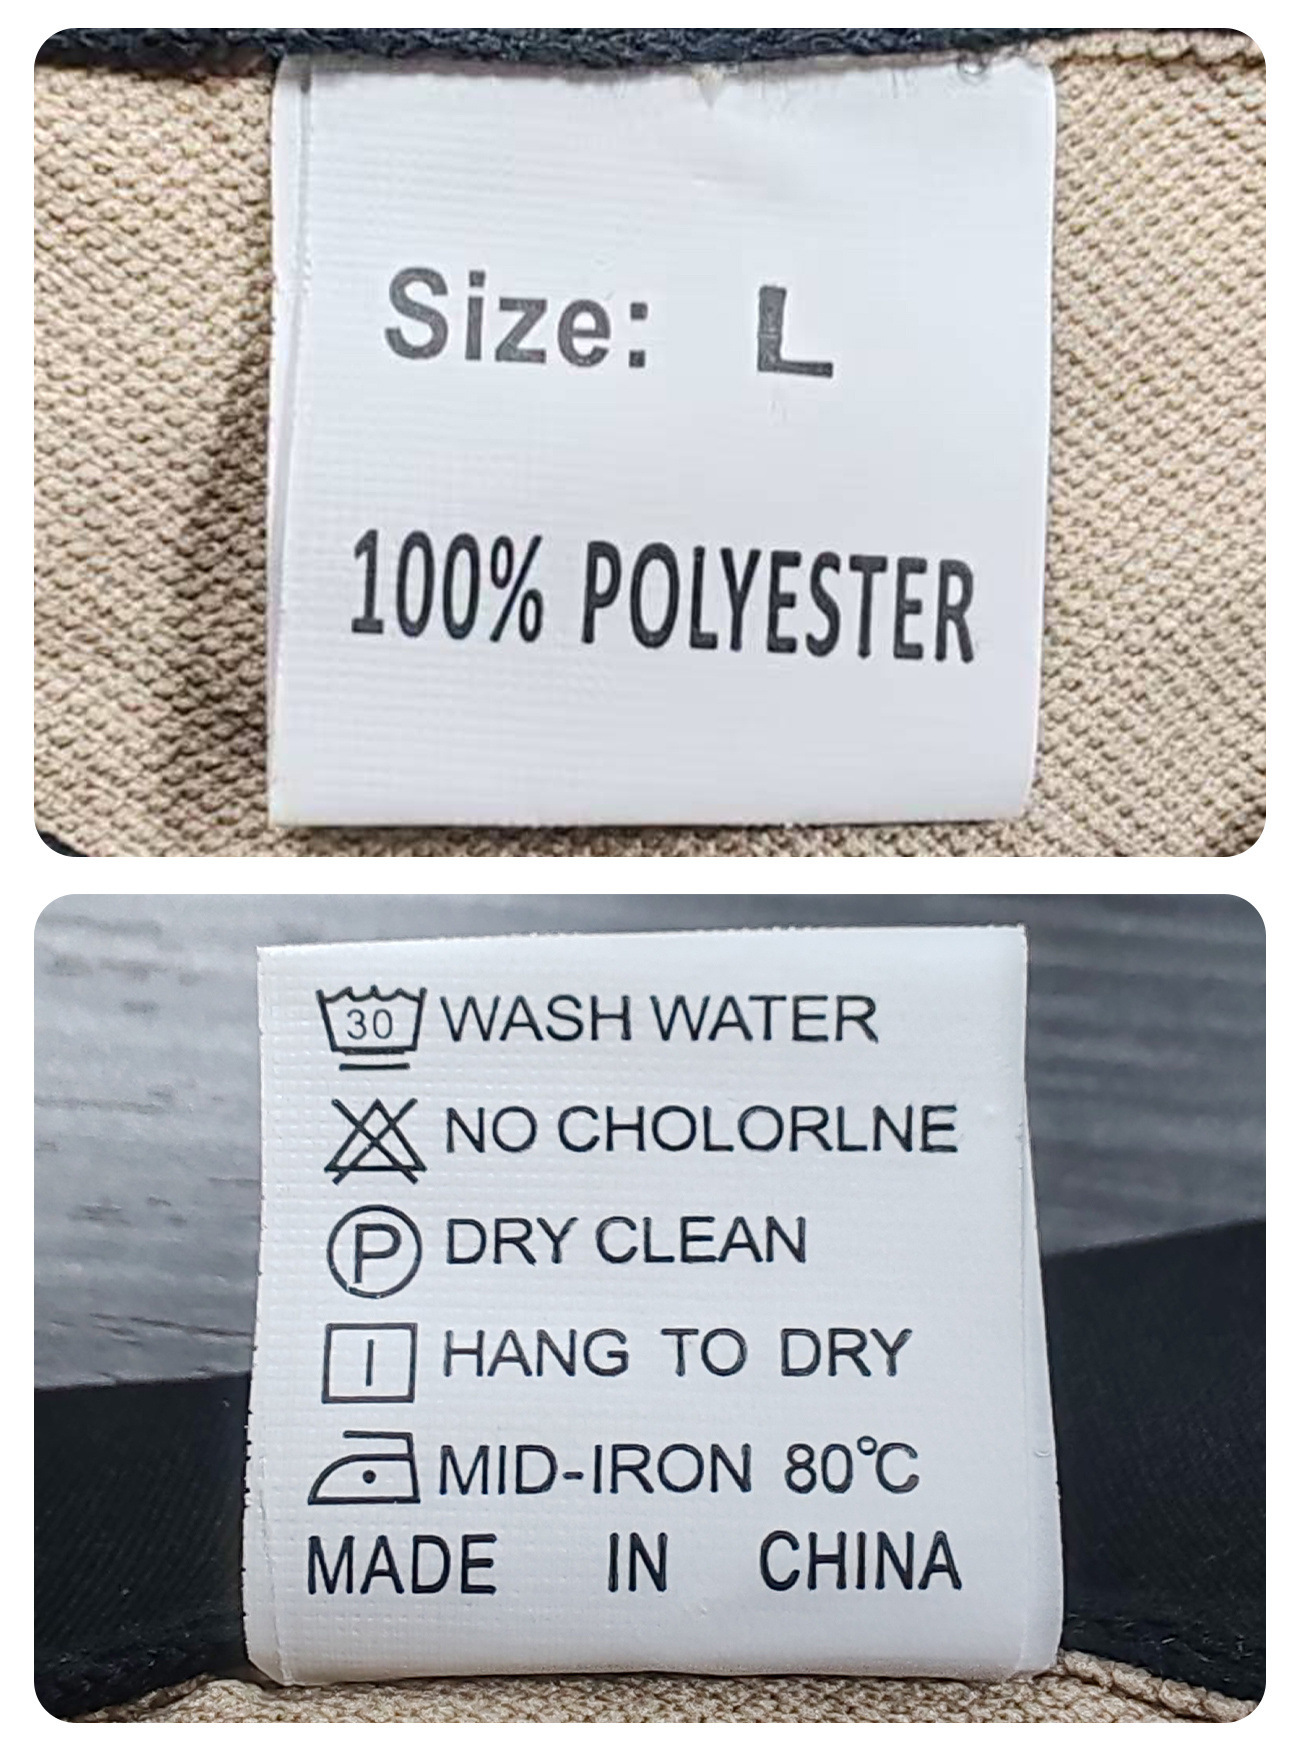 Size: L
100% POLYESTER
30 WASH WATER
NO CHOLORLNE
P DRY CLEAN
HANG TO DRY
MID-IRON 80℃
MADE IN CHINA